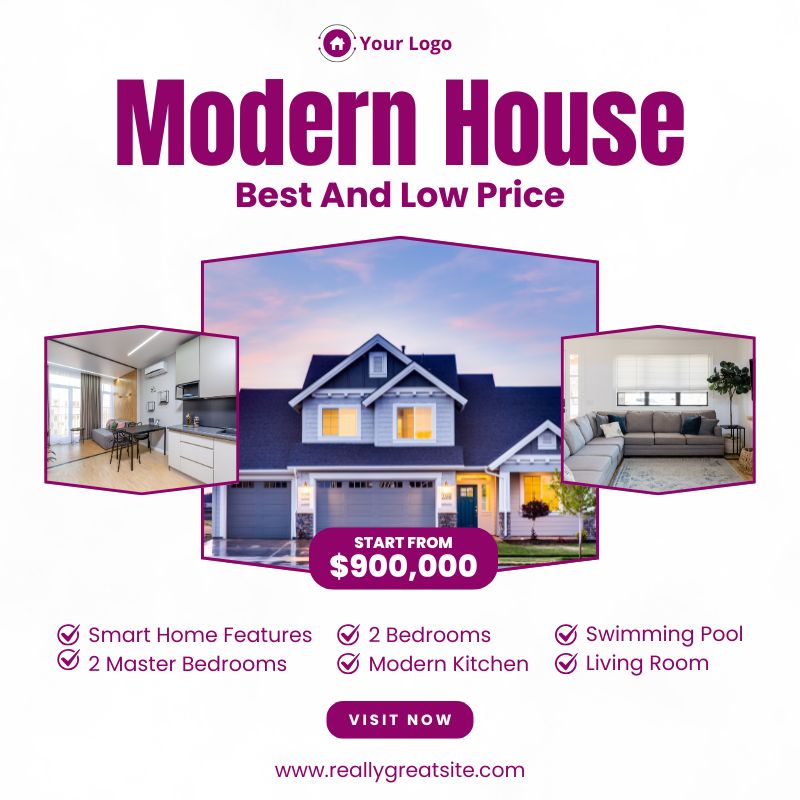 Your Logo
Modern House
Best And Low Price
START FROM
$900,000
Smart Home Features
2 Bedrooms
Swimming Pool
2 Master Bedrooms
Modern Kitchen
Living Room
VISIT NOW
www.reallygreatsite.com